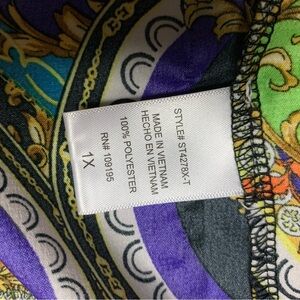 STYLE# ST4278X-T
MADE IN VIETNAM
HECHO EN VIETNAM
100% POLYESTER
RN# 109195
1X